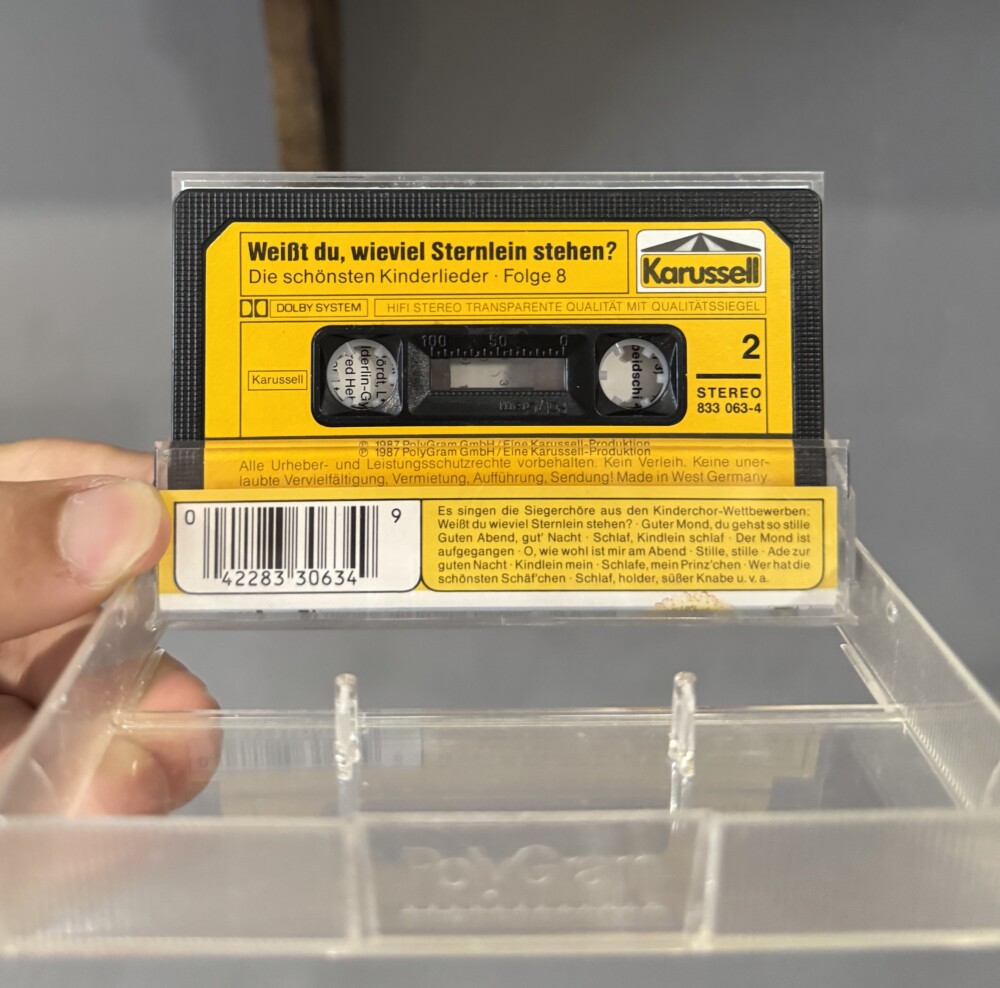 Weißt du, wieviel Sternlein stehen?
Die schönsten Kinderlieder · Folge 8
Karussell
DOLBY SYSTEM
HIFI STEREO TRANSPARENTE QUALITÄT MIT QUALITÄTSSIEGEL
100 50 0
2
Karussell
STEREO
833 063-4
℗ 1987 PolyGram GmbH / Eine Karussell-Produktion
Alle Urheber- und Leistungsschutzrechte vorbehalten. Kein Verleih. Keine uner-
laubte Vervielfältigung, Vermietung, Aufführung, Sendung! Made in West Germany
0 9
42283 30634
Es singen die Siegerchöre aus den Kinderchor-Wettbewerben:
Weißt du wieviel Sternlein stehen? · Guter Mond, du gehst so stille
Guten Abend, gut' Nacht · Schlaf, Kindlein schlaf · Der Mond ist
aufgegangen · O, wie wohl ist mir am Abend · Stille, stille · Ade zur
guten Nacht · Kindlein mein · Schlafe, mein Prinz'chen · Wer hat die
schönsten Schäf'chen · Schlaf, holder, süßer Knabe u. v. a.
PolyGram